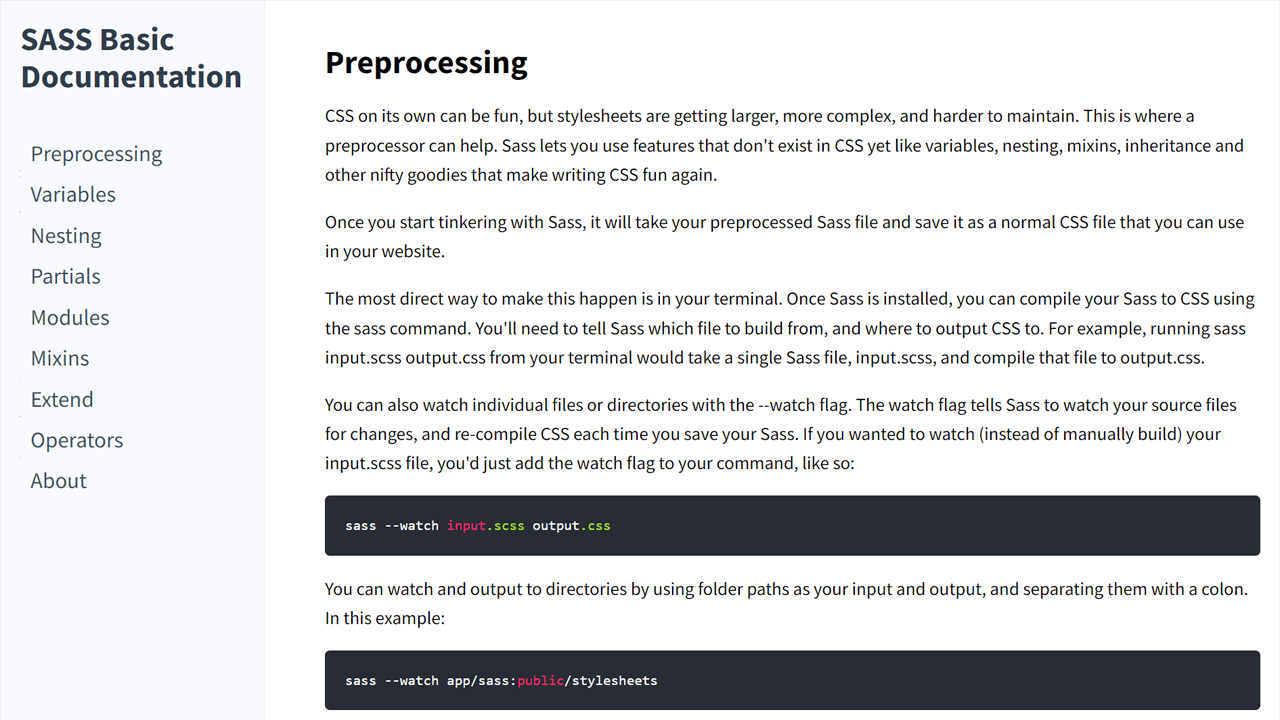 SASS Basic
Documentation
Preprocessing
Variables
Nesting
Partials
Modules
Mixins
Extend
Operators
About
Preprocessing
CSS on its own can be fun, but stylesheets are getting larger, more complex, and harder to maintain. This is where a
preprocessor can help. Sass lets you use features that don't exist in CSS yet like variables, nesting, mixins, inheritance and
other nifty goodies that make writing CSS fun again.
Once you start tinkering with Sass, it will take your preprocessed Sass file and save it as a normal CSS file that you can use
in your website.
The most direct way to make this happen is in your terminal. Once Sass is installed, you can compile your Sass to CSS using
the sass command. You'll need to tell Sass which file to build from, and where to output CSS to. For example, running sass
input.scss output.css from your terminal would take a single Sass file, input.scss, and compile that file to output.css.
You can also watch individual files or directories with the --watch flag. The watch flag tells Sass to watch your source files
for changes, and re-compile CSS each time you save your Sass. If you wanted to watch (instead of manually build) your
input.scss file, you'd just add the watch flag to your command, like so:
sass --watch input.scss output.css
You can watch and output to directories by using folder paths as your input and output, and separating them with a colon.
In this example:
sass --watch app/sass:public/stylesheets